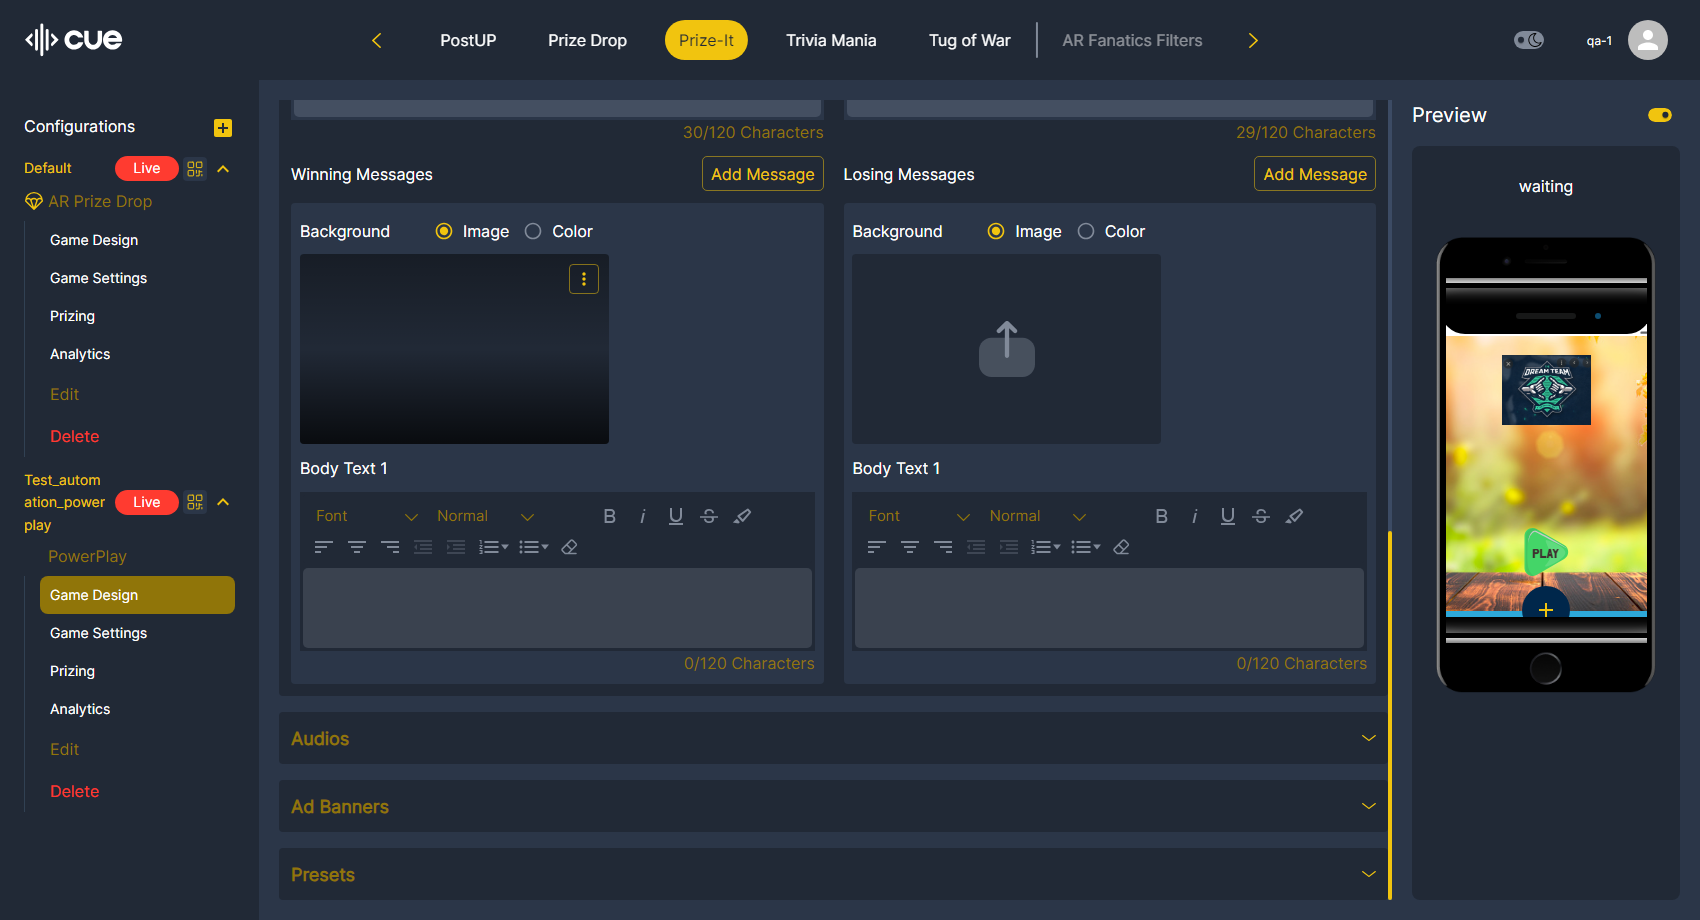 cue
PostUP
Prize Drop
Prize-It
Trivia Mania
Tug of War
AR Fanatics Filters
qa-1
Configurations
Default
Live
AR Prize Drop
Game Design
Game Settings
Prizing
Analytics
Edit
Delete
Test_autom
ation_power
play
Live
PowerPlay
Game Design
Game Settings
Prizing
Analytics
Edit
Delete
30/120 Characters
29/120 Characters
Winning Messages
Add Message
Losing Messages
Add Message
Background
Image
Color
Background
Image
Color
Body Text 1
Body Text 1
Font
Normal
B i U S
Font
Normal
B i U S
0/120 Characters
0/120 Characters
Audios
Ad Banners
Presets
Preview
waiting
DREAM TEAM
PLAY